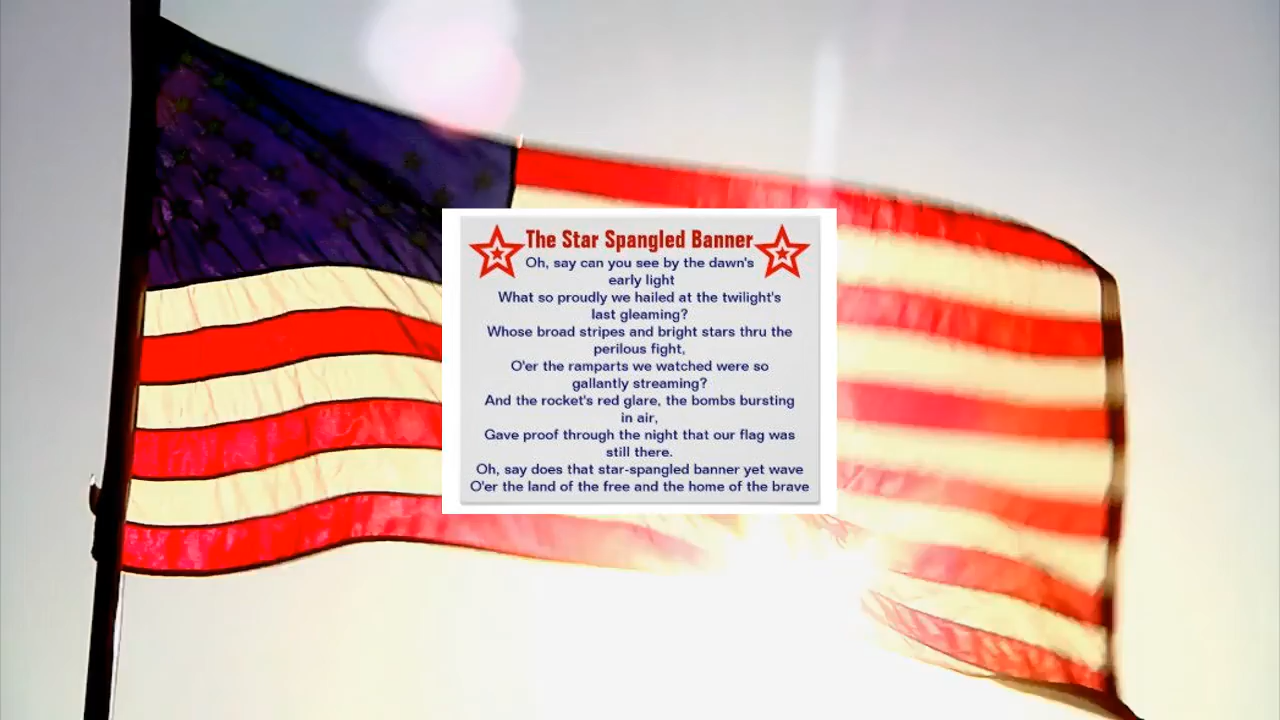 The Star Spangled Banner
Oh, say can you see by the dawn's
early light
What so proudly we hailed at the twilight's
last gleaming?
Whose broad stripes and bright stars thru the
perilous fight,
O'er the ramparts we watched were so
gallantly streaming?
And the rocket's red glare, the bombs bursting
in air,
Gave proof through the night that our flag was
still there.
Oh, say does that star-spangled banner yet wave
O'er the land of the free and the home of the brave